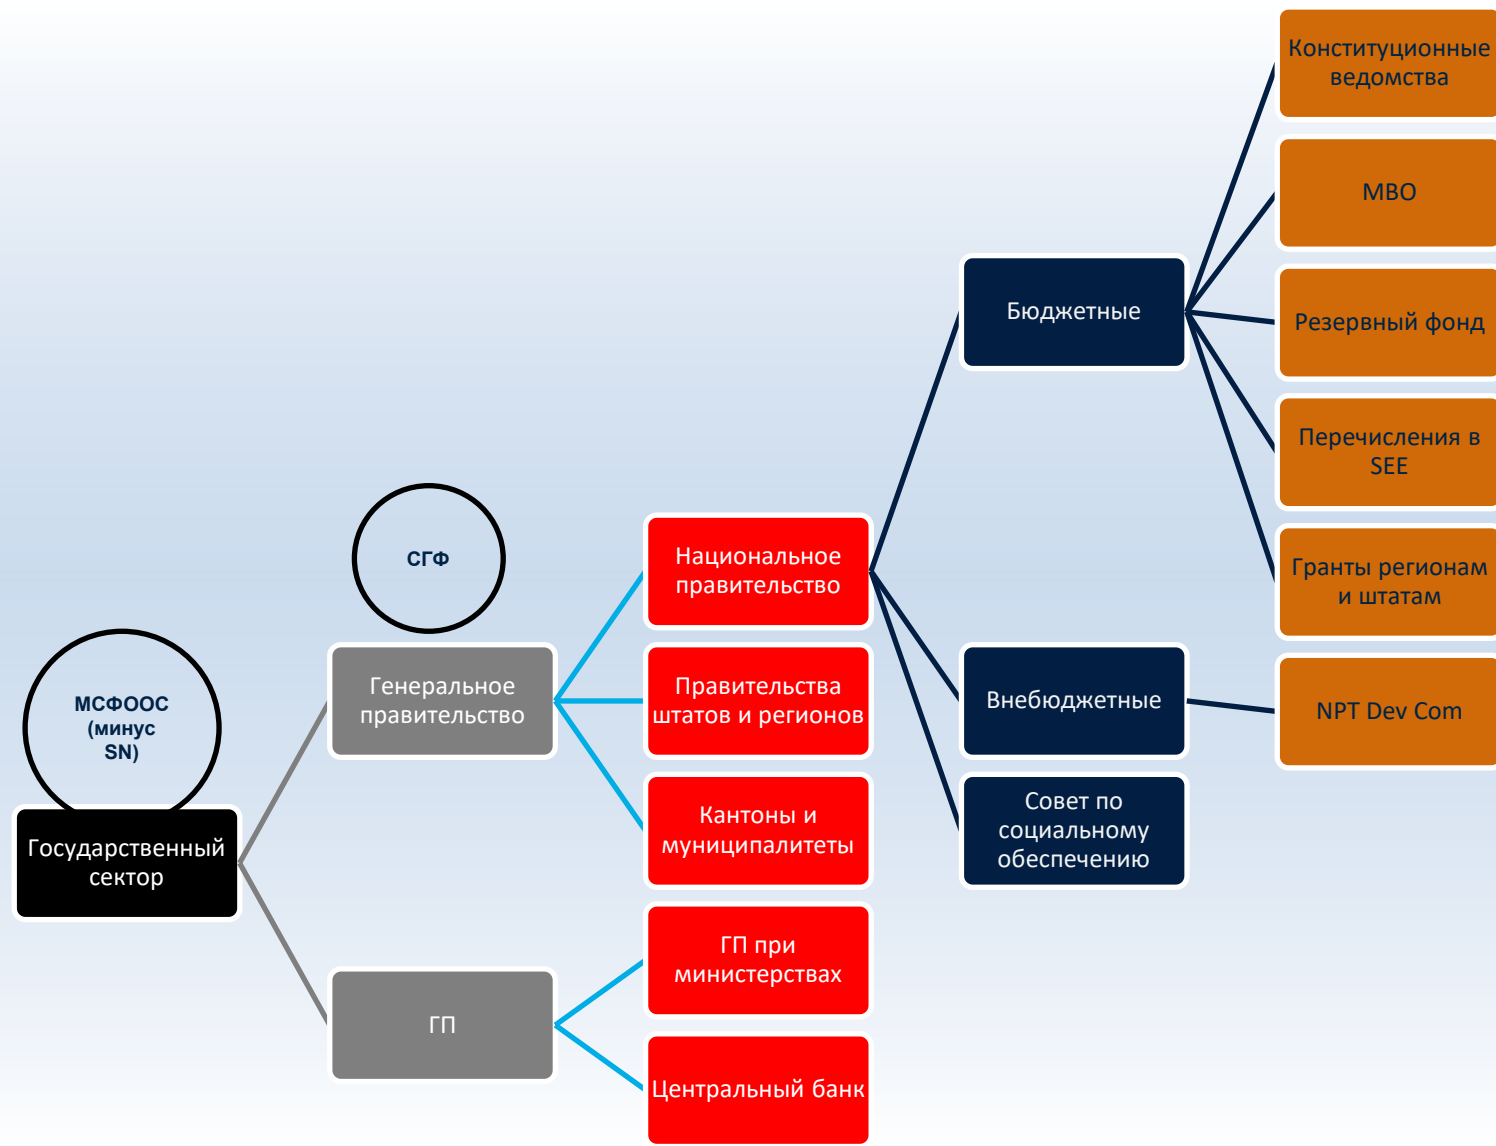 Конституционные
ведомства
МВО
Бюджетные
Резервный фонд
Перечисления в
SEE
СГФ
Национальное
правительство
Гранты регионам
и штатам
МСФООС
(минус
SN)
Генеральное
правительство
Правительства
штатов и регионов
Внебюджетные
NPT Dev Com
Государственный
сектор
Кантоны и
муниципалитеты
Совет по
социальному
обеспечению
ГП при
министерствах
ГП
Центральный банк